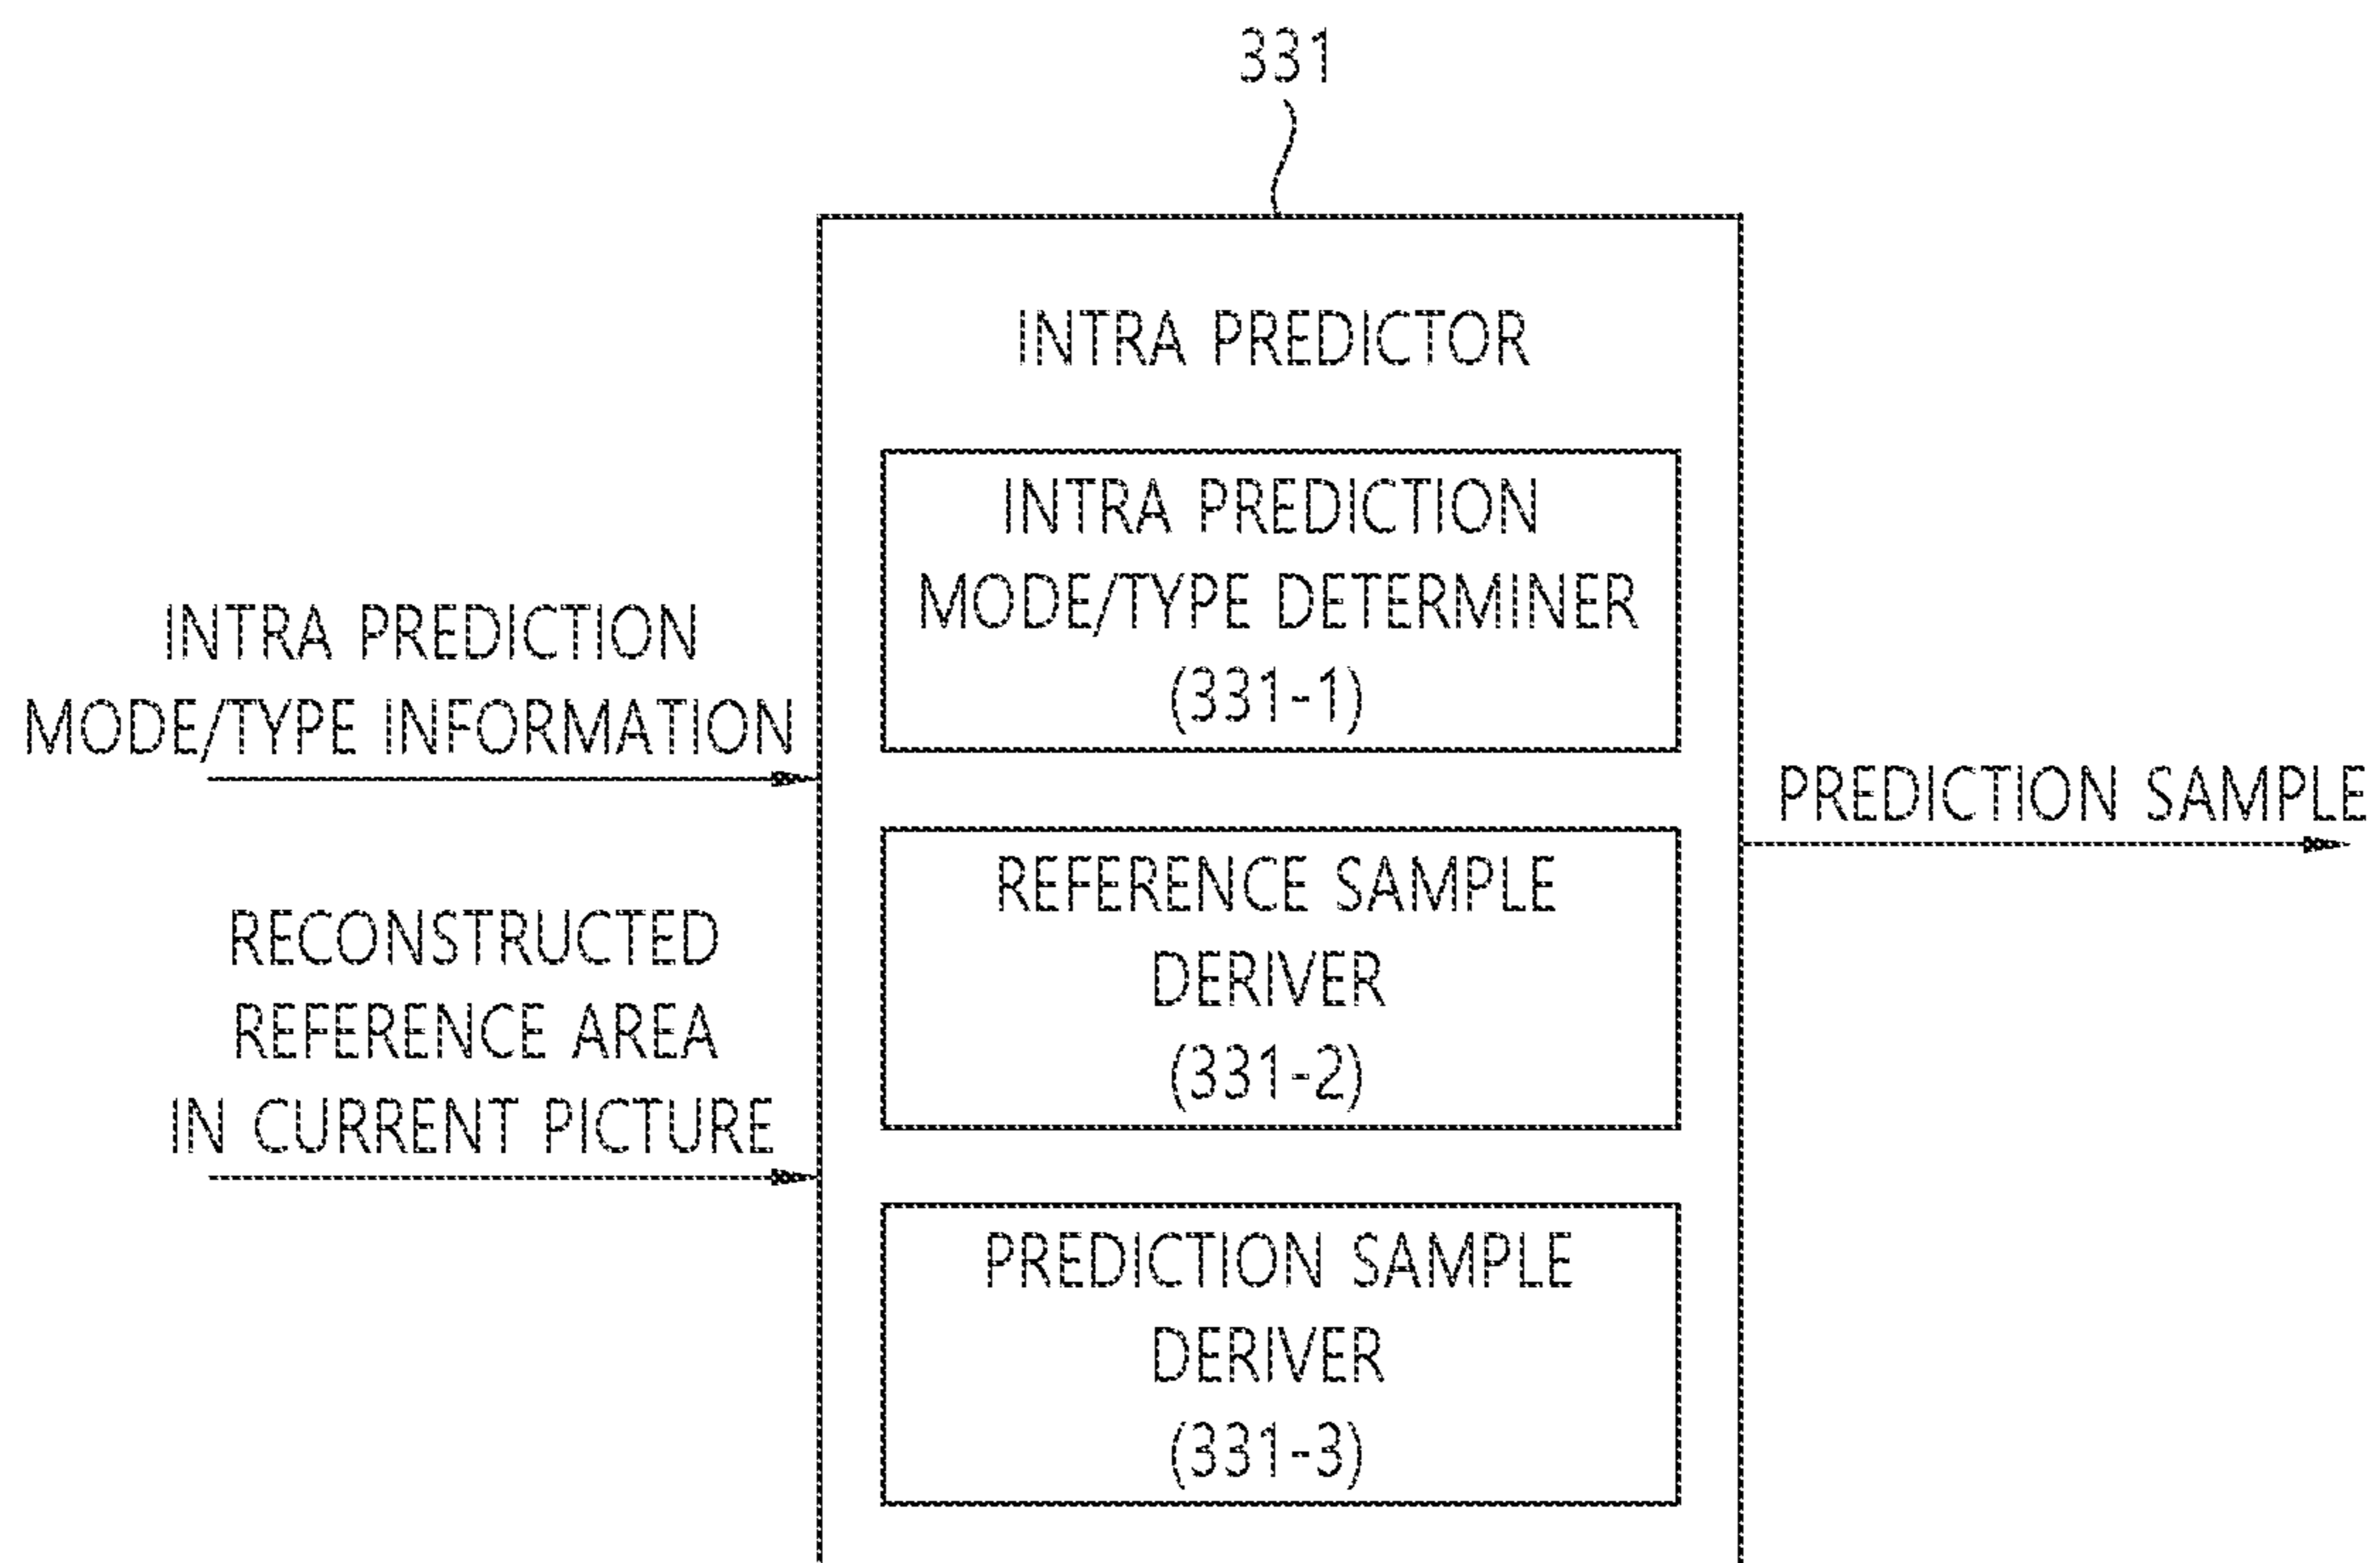 331
INTRA PREDICTOR
INTRA PREDICTION
MODE/TYPE DETERMINER
(331-1)
INTRA PREDICTION
MODE/TYPE INFORMATION
PREDICTION SAMPLE
REFERENCE SAMPLE
DERIVER
(331-2)
RECONSTRUCTED
REFERENCE AREA
IN CURRENT PICTURE
PREDICTION SAMPLE
DERIVER
(331-3)